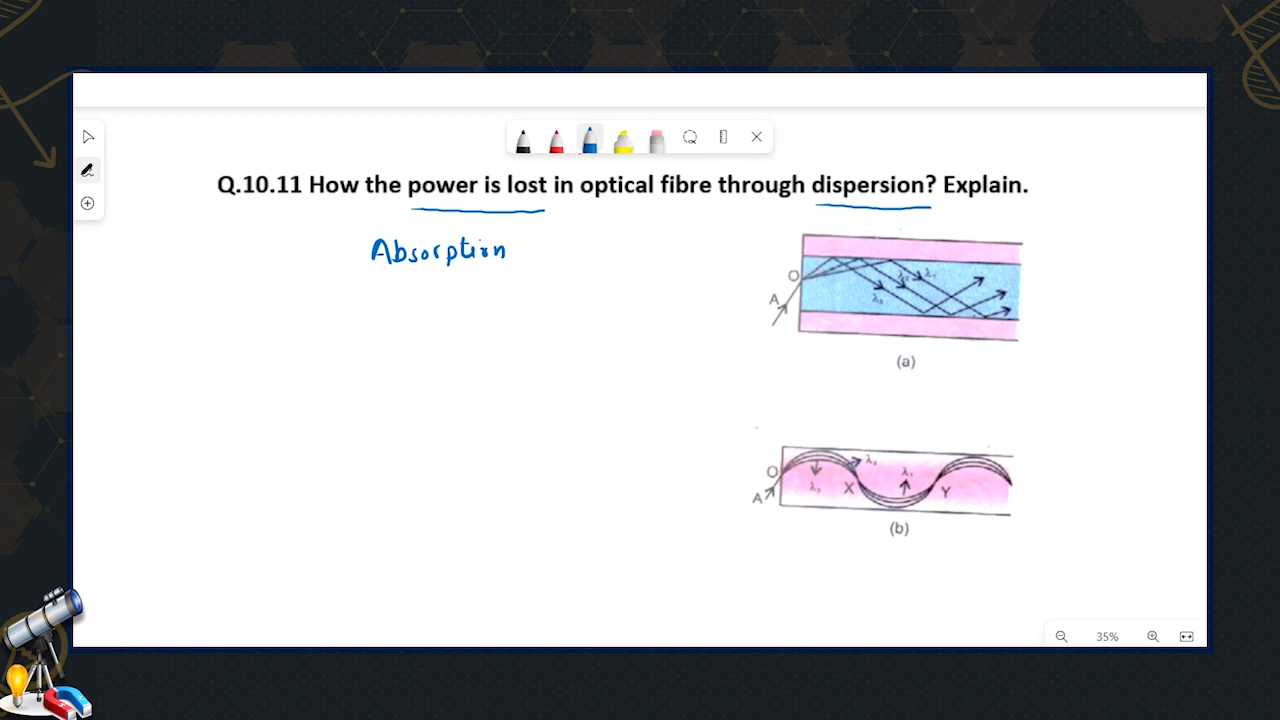 Q.10.11 How the power is lost in optical fibre through dispersion? Explain.
Absorption
O
A
(a)
O
A
X
Y
(b)
35%